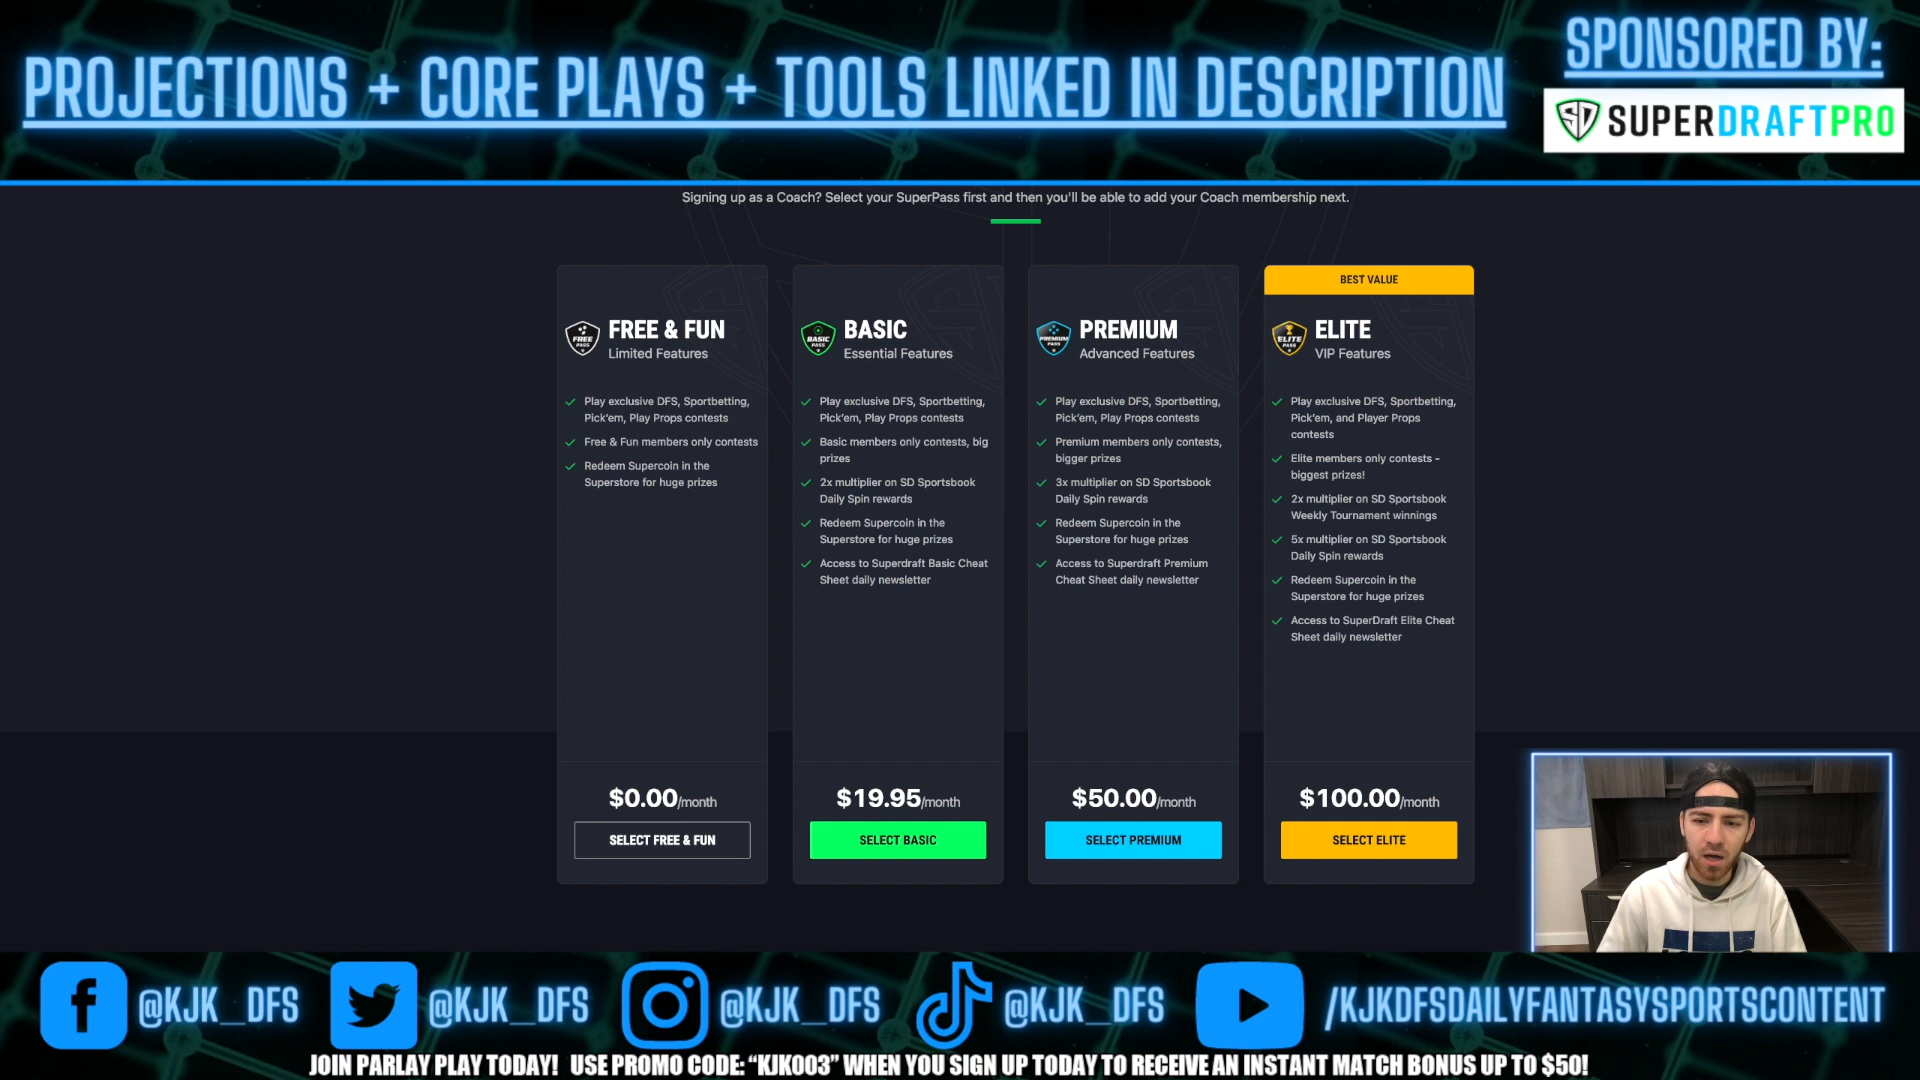 PROJECTIONS + CORE PLAYS + TOOLS LINKED IN DESCRIPTION
SPONSORED BY:
SD SUPERDRAFTPRO
Signing up as a Coach? Select your SuperPass first and then you'll be able to add your Coach membership next.
FREE PASS
FREE & FUN
Limited Features
Play exclusive DFS, Sportbetting,
Pick'em, Play Props contests
Free & Fun members only contests
Redeem Supercoin in the
Superstore for huge prizes
$0.00/month
SELECT FREE & FUN
BASIC PASS
BASIC
Essential Features
Play exclusive DFS, Sportbetting,
Pick'em, Play Props contests
Basic members only contests, big
prizes
2x multiplier on SD Sportsbook
Daily Spin rewards
Redeem Supercoin in the
Superstore for huge prizes
Access to Superdraft Basic Cheat
Sheet daily newsletter
$19.95/month
SELECT BASIC
PREMIUM PASS
PREMIUM
Advanced Features
Play exclusive DFS, Sportbetting,
Pick'em, Play Props contests
Premium members only contests,
bigger prizes
3x multiplier on SD Sportsbook
Daily Spin rewards
Redeem Supercoin in the
Superstore for huge prizes
Access to Superdraft Premium
Cheat Sheet daily newsletter
$50.00/month
SELECT PREMIUM
BEST VALUE
ELITE PASS
ELITE
VIP Features
Play exclusive DFS, Sportbetting,
Pick'em, and Player Props
contests
Elite members only contests -
biggest prizes!
2x multiplier on SD Sportsbook
Weekly Tournament winnings
5x multiplier on SD Sportsbook
Daily Spin rewards
Redeem Supercoin in the
Superstore for huge prizes
Access to SuperDraft Elite Cheat
Sheet daily newsletter
$100.00/month
SELECT ELITE
@KJK_DFS
@KJK_DFS
@KJK_DFS
@KJK_DFS
/KJKDFSDAILYFANTASYSPORTSCONTENT
JOIN PARLAY PLAY TODAY! USE PROMO CODE: “KJK003” WHEN YOU SIGN UP TODAY TO RECEIVE AN INSTANT MATCH BONUS UP TO $50!